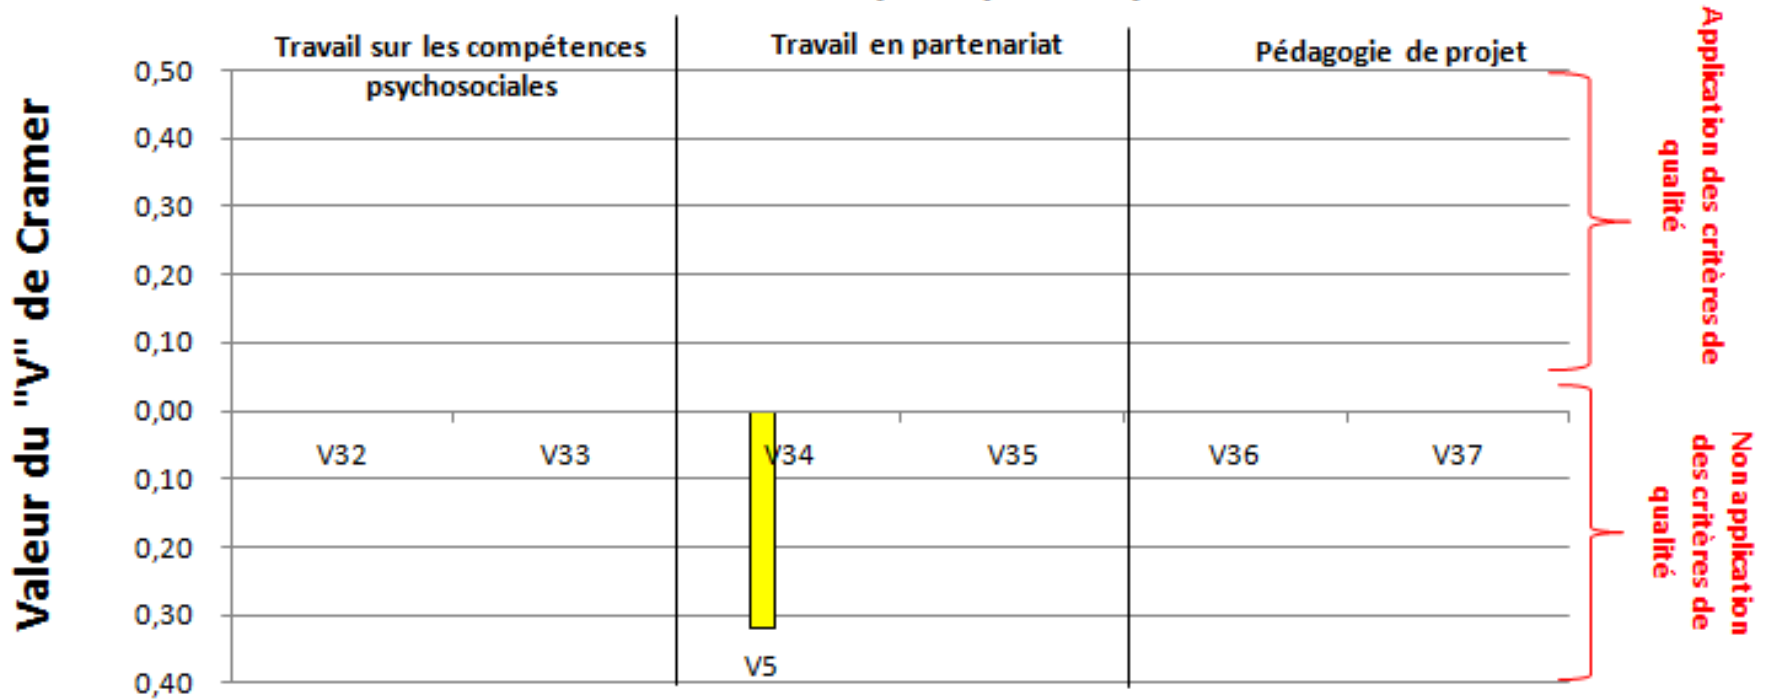 Travail sur les compétences
psychosociales
Travail en partenariat
Pédagogie de projet
Valeur du "V" de Cramer
0,50
0,40
0,30
0,20
0,10
0,00
0,10
0,20
0,30
0,40
V32
V33
V34
V35
V36
V37
V5
Application des critères de
qualité
Non application
des critères de
qualité